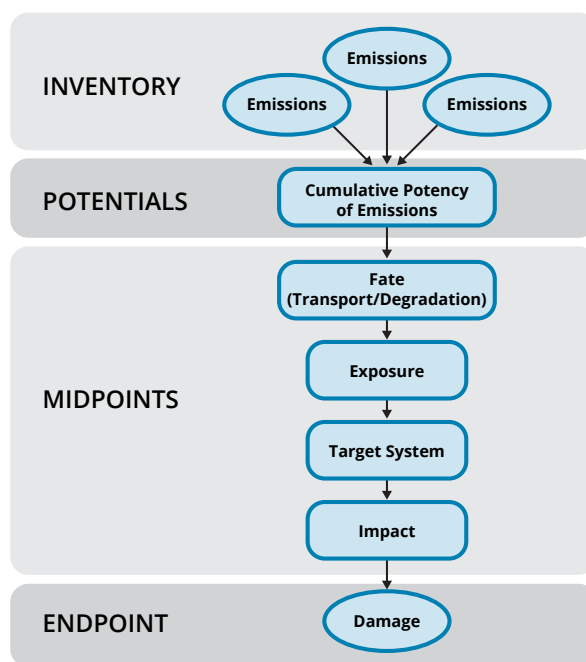 INVENTORY
Emissions
Emissions
Emissions
POTENTIALS
Cumulative Potency
of Emissions
MIDPOINTS
Fate
(Transport/Degradation)
Exposure
Target System
Impact
ENDPOINT
Damage